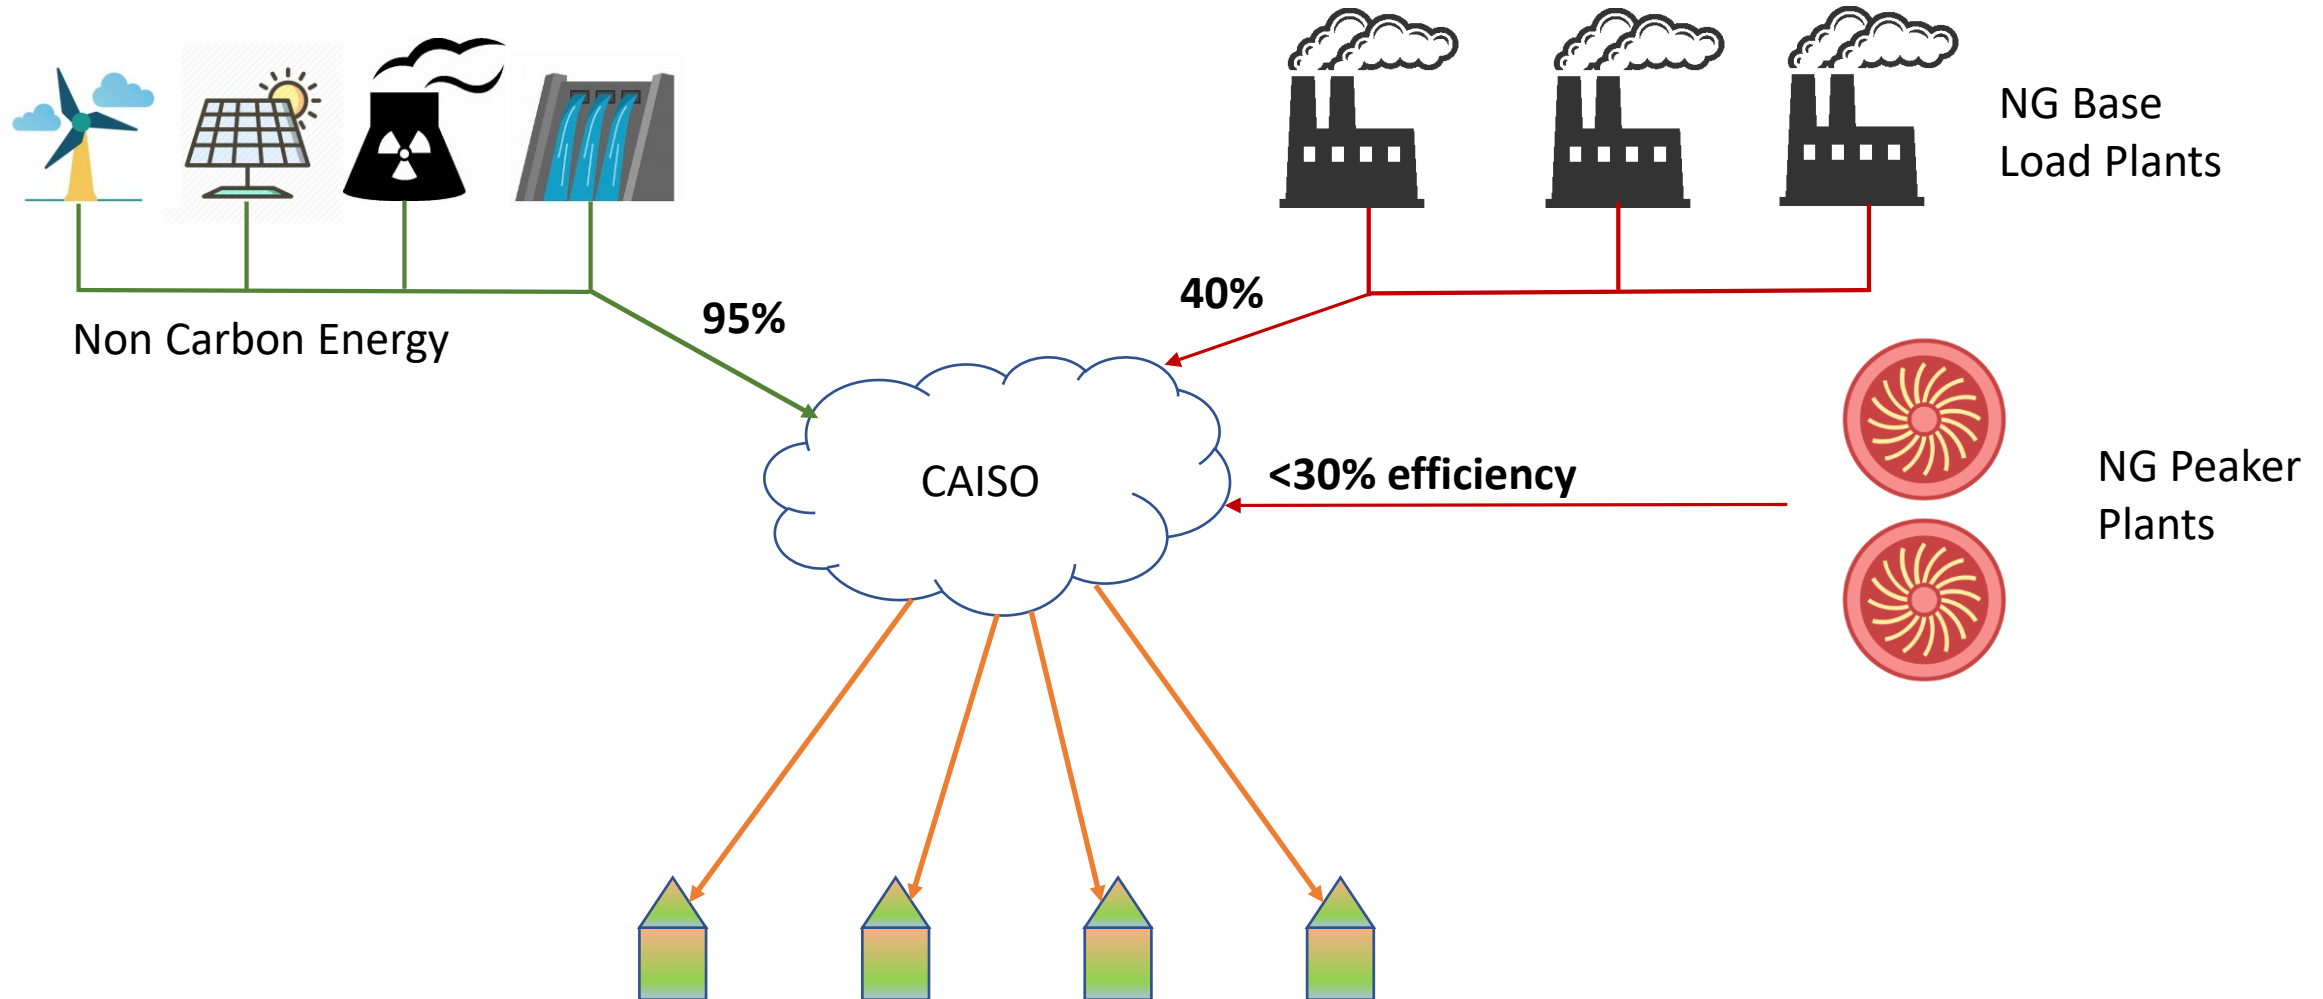 NG Base
Load Plants
40%
95%
Non Carbon Energy
CAISO
<30% efficiency
NG Peaker
Plants